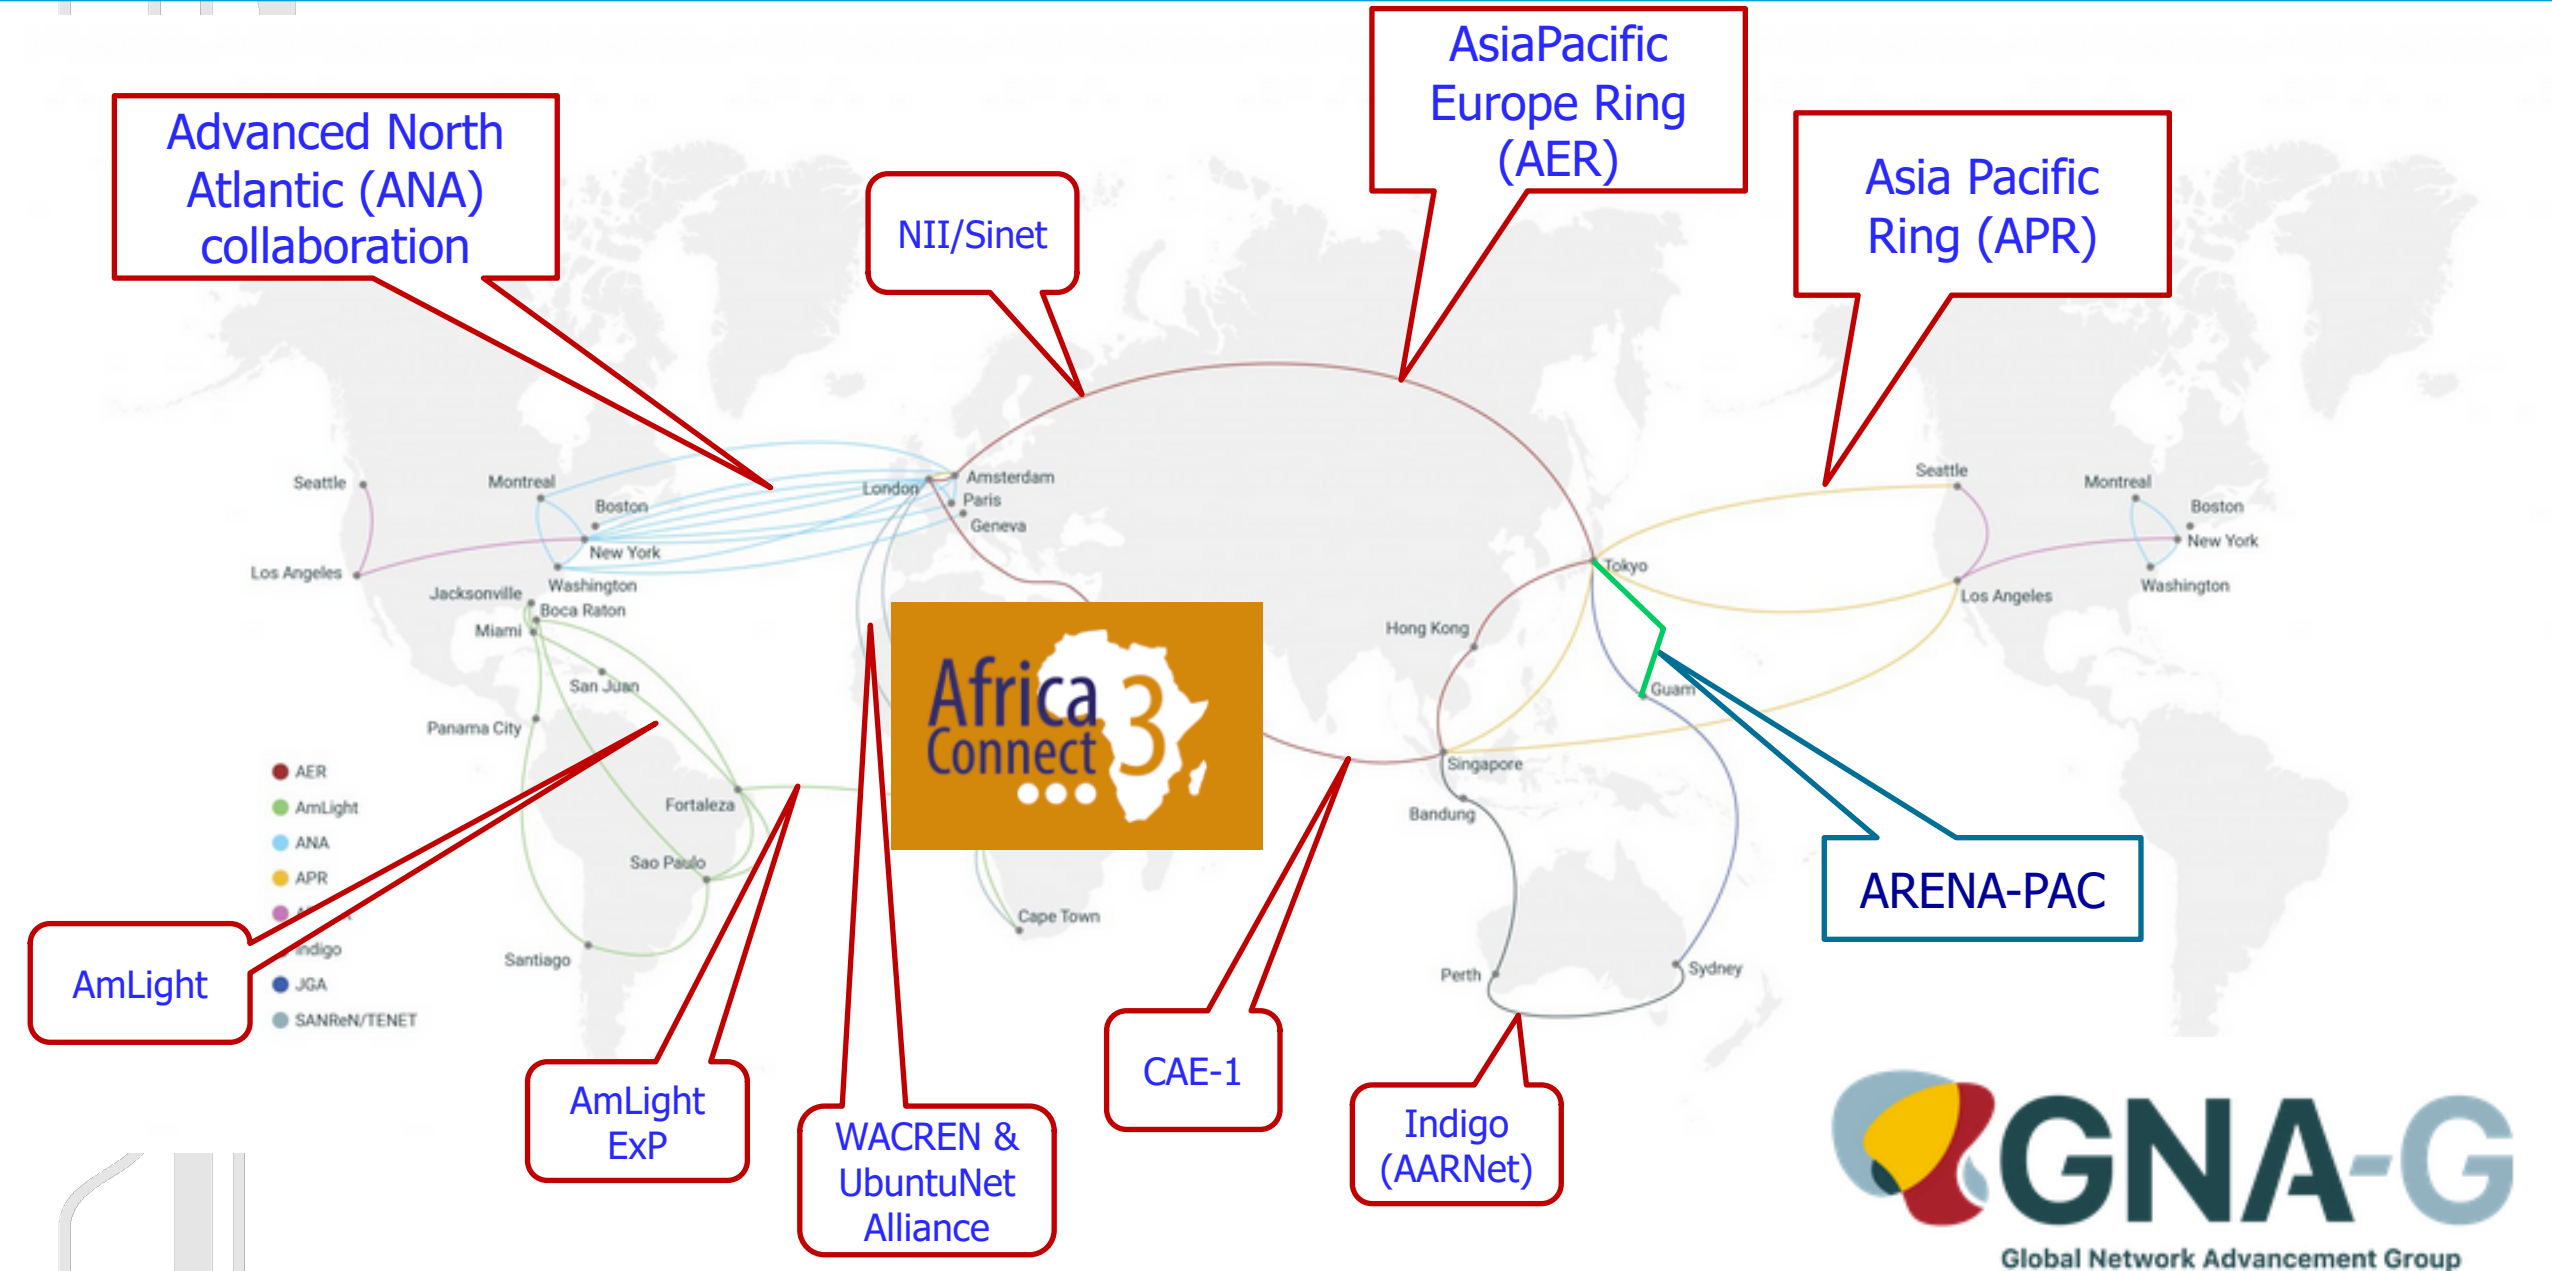 Advanced North
Atlantic (ANA)
collaboration
NII/Sinet
AsiaPacific
Europe Ring
(AER)
Asia Pacific
Ring (APR)
Seattle
Montreal
Boston
New York
Los Angeles
Washington
Jacksonville
Boca Raton
Miami
San Juan
Panama City
Fortaleza
Sao Paulo
Santiago
London
Amsterdam
Paris
Geneva
Africa
Connect 3
Cape Town
Tokyo
Hong Kong
Guam
Singapore
Bandung
Perth
Sydney
Seattle
Montreal
Boston
New York
Los Angeles
Washington
AER
AmLight
ANA
APR
Indigo
JGA
SANReN/TENET
AmLight
AmLight
ExP
WACREN &
UbuntuNet
Alliance
CAE-1
Indigo
(AARNet)
ARENA-PAC
GNA-G
Global Network Advancement Group